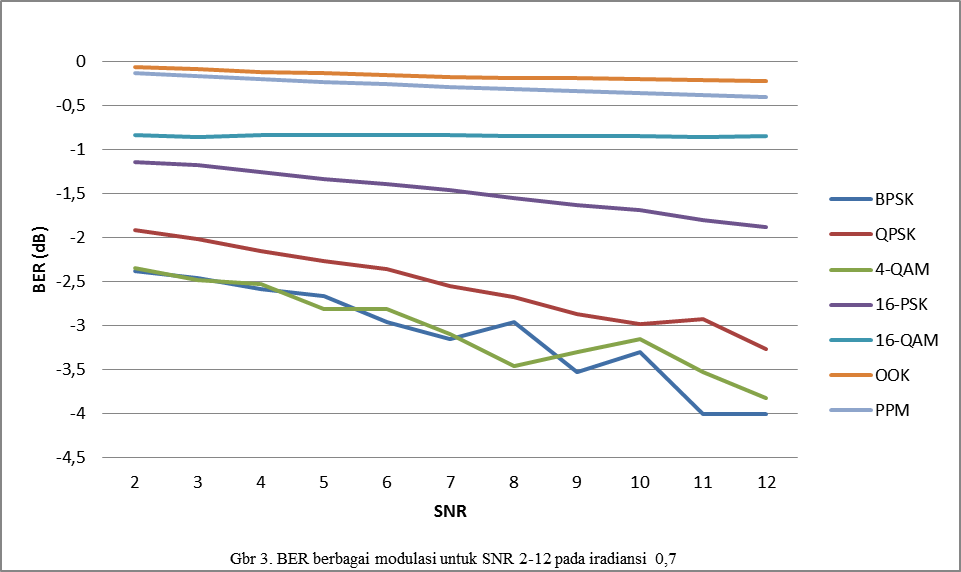 0
-0,5
-1
-1,5
-2
-2,5
-3
-3,5
-4
-4,5
BER (dB)
2 3 4 5 6 7 8 9 10 11 12
SNR
BPSK
QPSK
4-QAM
16-PSK
16-QAM
OOK
PPM
Gbr 3. BER berbagai modulasi untuk SNR 2-12 pada iradiansi 0,7